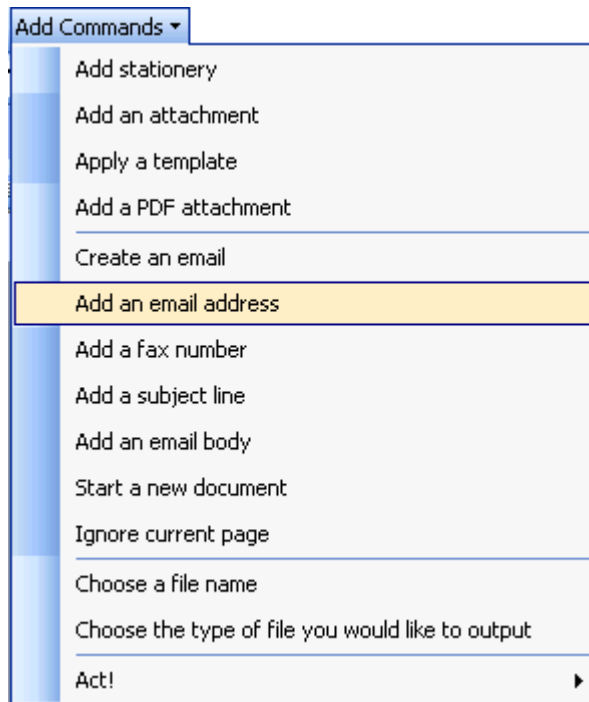 Add Commands
Add stationery
Add an attachment
Apply a template
Add a PDF attachment
Create an email
Add an email address
Add a fax number
Add a subject line
Add an email body
Start a new document
Ignore current page
Choose a file name
Choose the type of file you would like to output
Act!